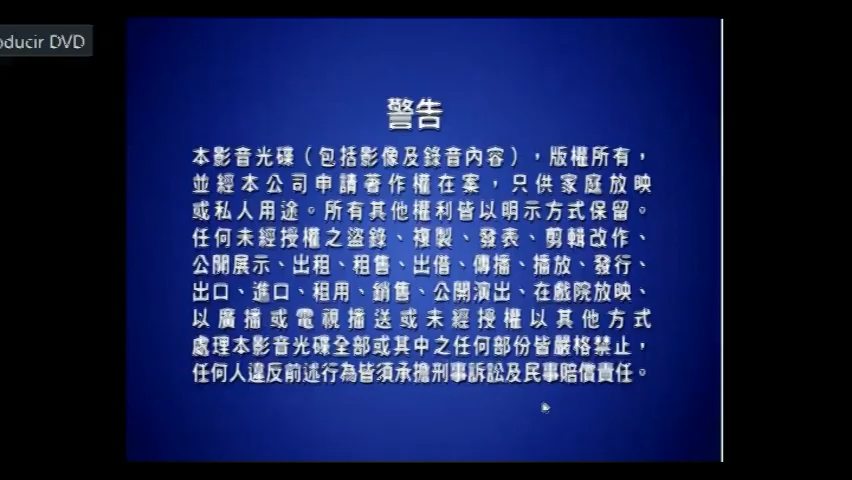 oducir DVD
警告
本影音光碟（包括影像及錄音內容），版權所有，
並經本公司申請著作權在案，只供家庭放映
或私人用途。所有其他權利皆以明示方式保留。
任何未經授權之盜錄、複製、發表、剪輯改作、
公開展示、出租、租售、出借、傳播、播放、發行、
出口、進口、租用、銷售、公開演出、在戲院放映、
以廣播或電視播送或未經授權以其他方式
處理本影音光碟全部或其中之任何部份皆嚴格禁止，
任何人違反前述行為皆須承擔刑事訴訟及民事賠償責任。